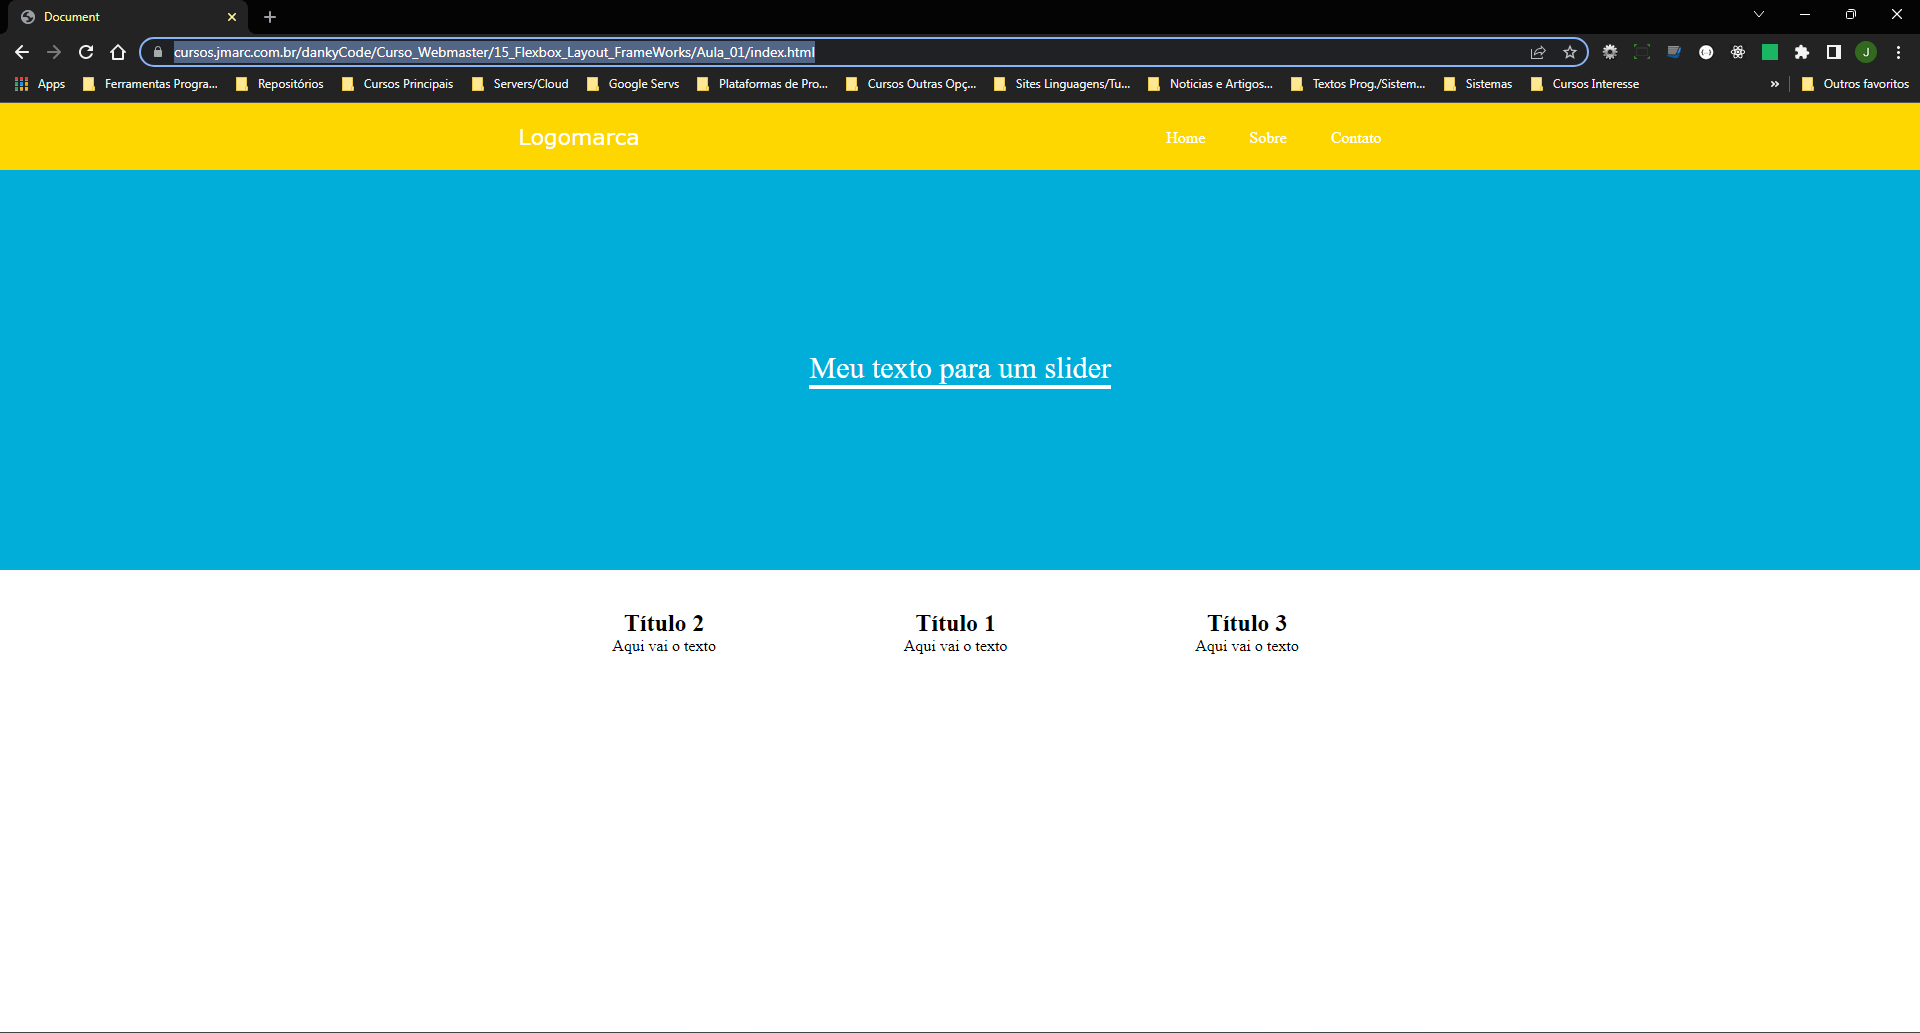 Document
cursos.jmarc.com.br/dankyCode/Curso_Webmaster/15_Flexbox_Layout_FrameWorks/Aula_01/index.html
J
Apps Ferramentas Progra... Repositórios Cursos Principais Servers/Cloud Google Servs Plataformas de Pro... Cursos Outras Opç... Sites Linguagens/Tu... Noticias e Artigos... Textos Prog./Sistem... Sistemas Cursos Interesse » Outros favoritos
Logomarca Home Sobre Contato
Meu texto para um slider
Título 2 Título 1 Título 3
Aqui vai o texto Aqui vai o texto Aqui vai o texto